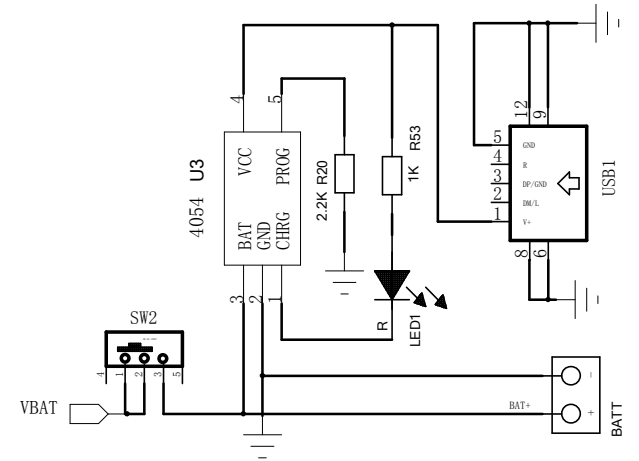 4
5
VCC
PROG
4054 U3
BAT
GND
CHRG
3
2
1
2.2K R20
1K R53
R
LED1
12
9
5
GND
4
R
3
DP/GND
2
DM/L
1
V+
8
6
USB1
SW2
4
1
2
3
5
VBAT
BAT+
-
+
BATT